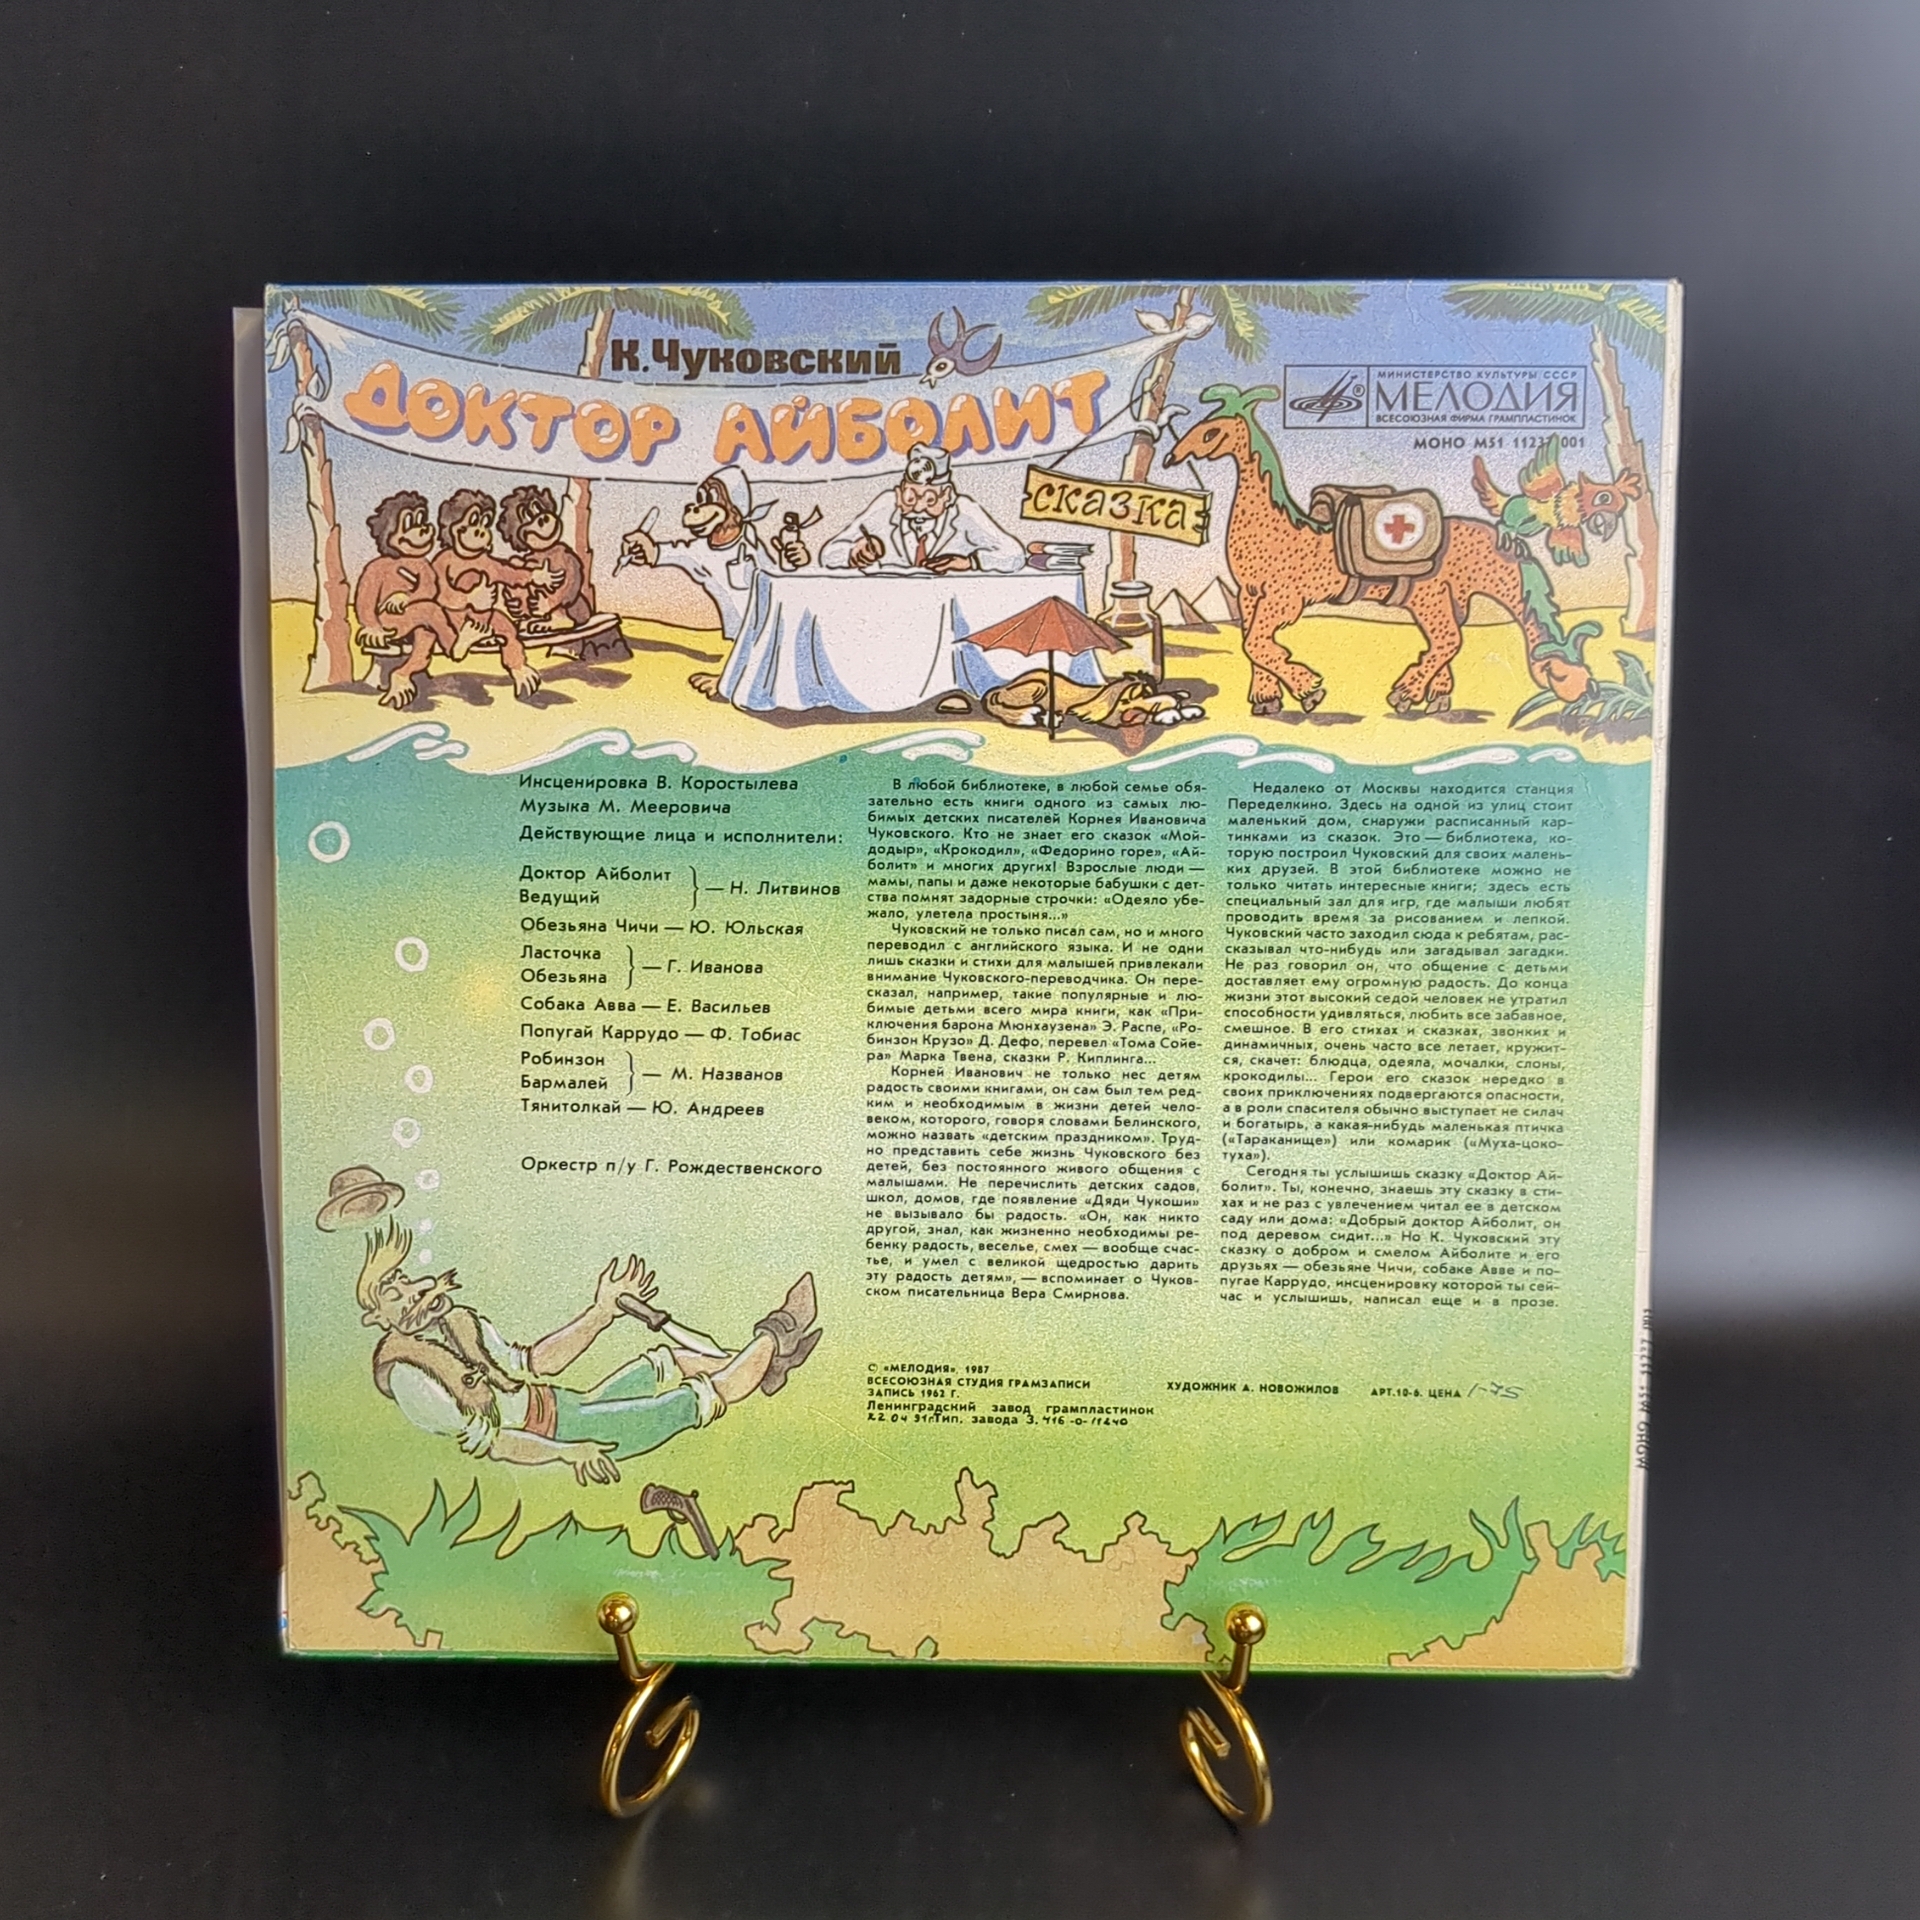 К. Чуковский
ДОКТОР АЙБОЛИТ
сказка
МИНИСТЕРСТВО КУЛЬТУРЫ СССР
МЕЛОДИЯ
ВСЕСОЮЗНАЯ ФИРМА ГРАМПЛАСТИНОК
МОНО М51 11237 001
Инсценировка В. Коростылева
Музыка М. Мееровича
Действующие лица и исполнители:
Доктор Айболит
Ведущий
— Н. Литвинов
Обезьяна Чичи — Ю. Юльская
Ласточка
Обезьяна
— Г. Иванова
Собака Авва — Е. Васильев
Попугай Каррудо — Ф. Тобиас
Робинзон
Бармалей
— М. Названов
Тянитолкай — Ю. Андреев
Оркестр п/у Г. Рождественского
В любой библиотеке, в любой семье обя-
зательно есть книги одного из самых лю-
бимых детских писателей Корнея Ивановича
Чуковского. Кто не знает его сказок «Мой-
додыр», «Крокодил», «Федорино горе», «Ай-
болит» и многих других! Взрослые люди —
мамы, папы и даже некоторые бабушки с дет-
ства помнят задорные строчки: «Одеяло убе-
жало, улетела простыня...»
Чуковский не только писал сам, но и много
переводил с английского языка. И не одни
лишь сказки и стихи для малышей привлекали
внимание Чуковского-переводчика. Он пере-
сказал, например, такие популярные и лю-
бимые детьми всего мира книги, как «При-
ключения барона Мюнхаузена» Э. Распе, «Ро-
бинзон Крузо» Д. Дефо, перевел «Тома Сойе-
ра» Марка Твена, сказки Р. Киплинга...
Корней Иванович не только нес детям
радость своими книгами, он сам был тем ред-
ким и необходимым в жизни детей чело-
веком, которого, говоря словами Белинского,
можно назвать «детским праздником». Труд-
но представить себе жизнь Чуковского без
детей, без постоянного живого общения с
малышами. Не перечислить детских садов,
школ, домов, где появление «Дяди Чукоши»
не вызывало бы радость. «Он, как никто
другой, знал, как жизненно необходимы ре-
бенку радость, веселье, смех — вообще счас-
тье, и умел с великой щедростью дарить
эту радость детям», — вспоминает о Чуков-
ском писательница Вера Смирнова.
Недалеко от Москвы находится станция
Переделкино. Здесь на одной из улиц стоит
маленький дом, снаружи расписанный кар-
тинками из сказок. Это — библиотека, ко-
торую построил Чуковский для своих малень-
ких друзей. В этой библиотеке можно не
только читать интересные книги; здесь есть
специальный зал для игр, где малыши любят
проводить время за рисованием и лепкой.
Чуковский часто заходил сюда к ребятам, рас-
сказывал что-нибудь или загадывал загадки.
Не раз говорил он, что общение с детьми
доставляет ему огромную радость. До конца
жизни этот высокий седой человек не утратил
способности удивляться, любить все забавное,
смешное. В его стихах и сказках, звонких и
динамичных, очень часто все летает, кружит-
ся, скачет: блюдца, одеяла, мочалки, слоны,
крокодилы... Герои его сказок нередко в
своих приключениях подвергаются опасности,
а в роли спасителя обычно выступает не силач
и богатырь, а какая-нибудь маленькая птичка
(«Тараканище») или комарик («Муха-цоко-
туха»).
Сегодня ты услышишь сказку «Доктор Ай-
болит». Ты, конечно, знаешь эту сказку в сти-
хах и не раз с увлечением читал ее в детском
саду или дома: «Добрый доктор Айболит, он
под деревом сидит...» Но К. Чуковский эту
сказку о добром и смелом Айболите и его
друзьях — обезьяне Чичи, собаке Авве и по-
пугае Каррудо, инсценировку которой ты сей-
час и услышишь, написал еще и в прозе.
© «МЕЛОДИЯ», 1987
ВСЕСОЮЗНАЯ СТУДИЯ ГРАМЗАПИСИ
ЗАПИСЬ 1962 Г.
Ленинградский завод грампластинок
22 04 91г. Тип. завода З. 416 -о- 11240
ХУДОЖНИК А. НОВОЖИЛОВ
АРТ.10-6. ЦЕНА 1-75
МОНО М51 11237 001